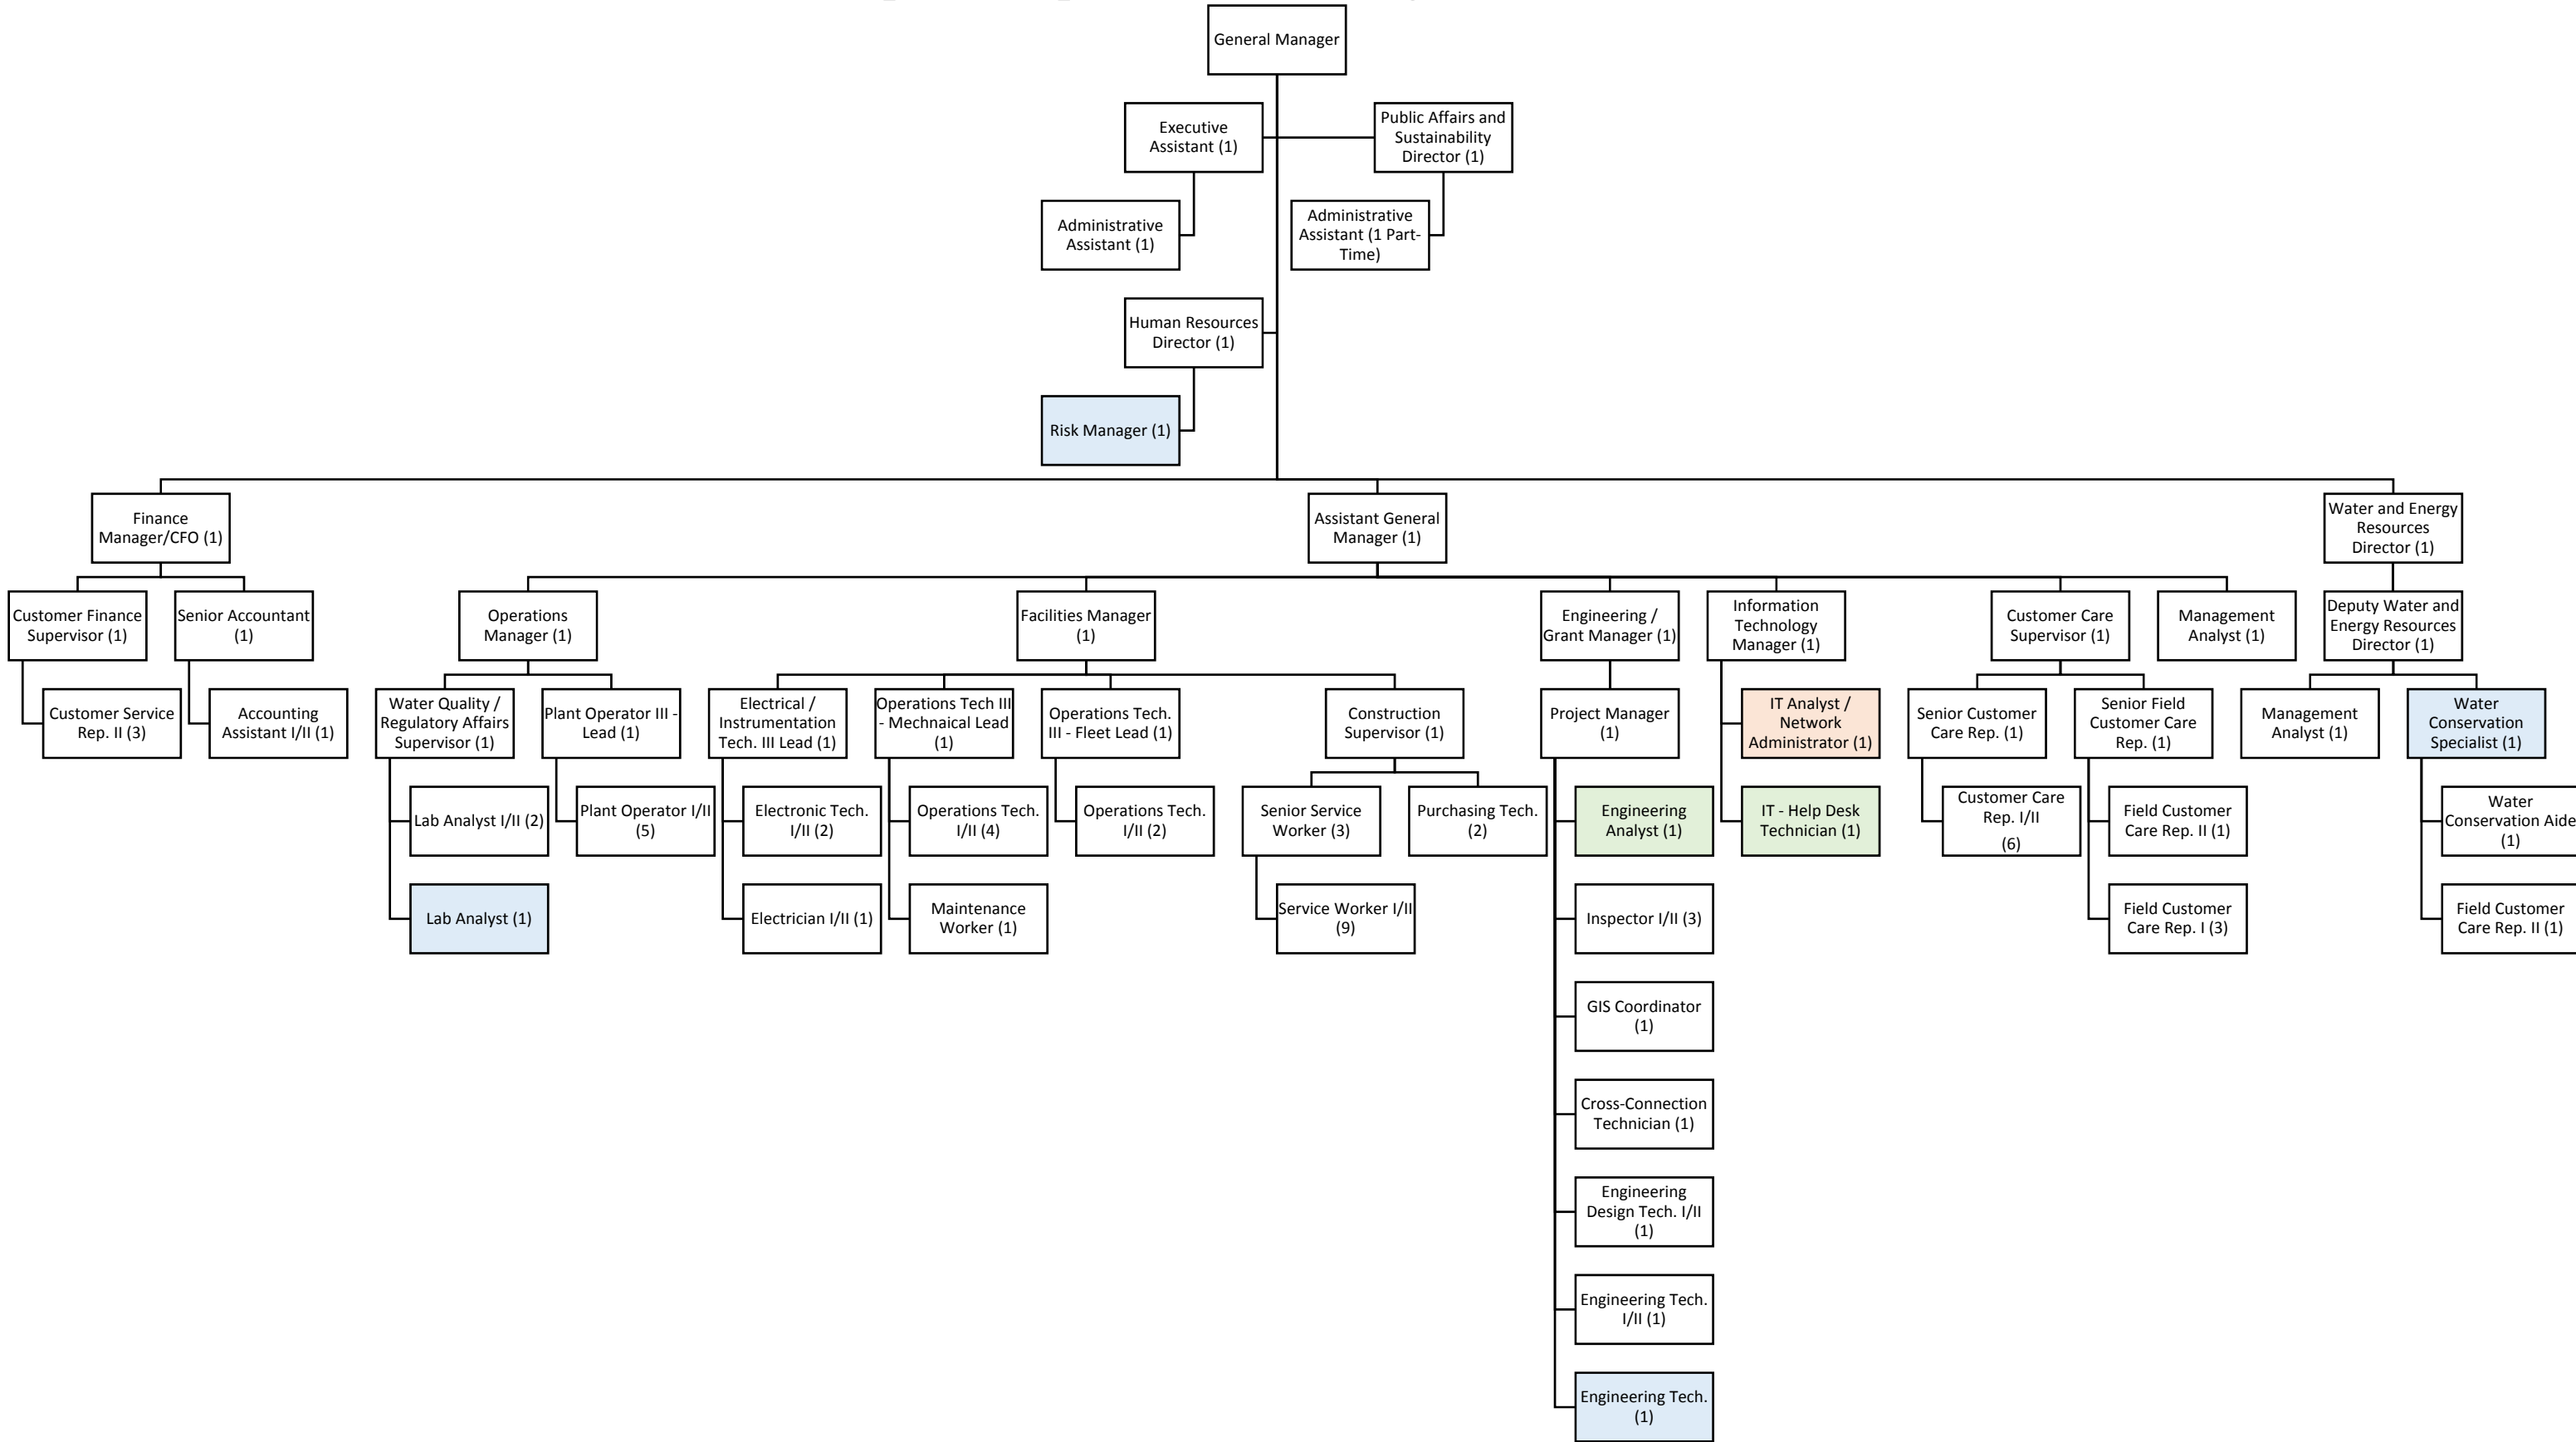 General Manager
Executive
Assistant (1)
Public Affairs and
Sustainability
Director (1)
Administrative
Assistant (1)
Administrative
Assistant (1 Part-
Time)
Human Resources
Director (1)
Risk Manager (1)
Finance
Manager/CFO (1)
Assistant General
Manager (1)
Water and Energy
Resources
Director (1)
Customer Finance
Supervisor (1)
Senior Accountant
(1)
Operations
Manager (1)
Facilities Manager
(1)
Engineering /
Grant Manager (1)
Information
Technology
Manager (1)
Customer Care
Supervisor (1)
Management
Analyst (1)
Deputy Water and
Energy Resources
Director (1)
Customer Service
Rep. II (3)
Accounting
Assistant I/II (1)
Water Quality /
Regulatory Affairs
Supervisor (1)
Plant Operator III -
Lead (1)
Electrical /
Instrumentation
Tech. III Lead (1)
Operations Tech III
- Mechnaical Lead
(1)
Operations Tech.
III - Fleet Lead (1)
Construction
Supervisor (1)
Project Manager
(1)
IT Analyst /
Network
Administrator (1)
Senior Customer
Care Rep. (1)
Senior Field
Customer Care
Rep. (1)
Management
Analyst (1)
Water
Conservation
Specialist (1)
Lab Analyst I/II (2)
Plant Operator I/II
(5)
Electronic Tech.
I/II (2)
Operations Tech.
I/II (4)
Operations Tech.
I/II (2)
Senior Service
Worker (3)
Purchasing Tech.
(2)
Engineering
Analyst (1)
IT - Help Desk
Technician (1)
Customer Care
Rep. I/II
(6)
Field Customer
Care Rep. II (1)
Water
Conservation Aide
(1)
Lab Analyst (1)
Electrician I/II (1)
Maintenance
Worker (1)
Service Worker I/II
(9)
Inspector I/II (3)
Field Customer
Care Rep. I (3)
Field Customer
Care Rep. II (1)
GIS Coordinator
(1)
Cross-Connection
Technician (1)
Engineering
Design Tech. I/II
(1)
Engineering Tech.
I/II (1)
Engineering Tech.
(1)